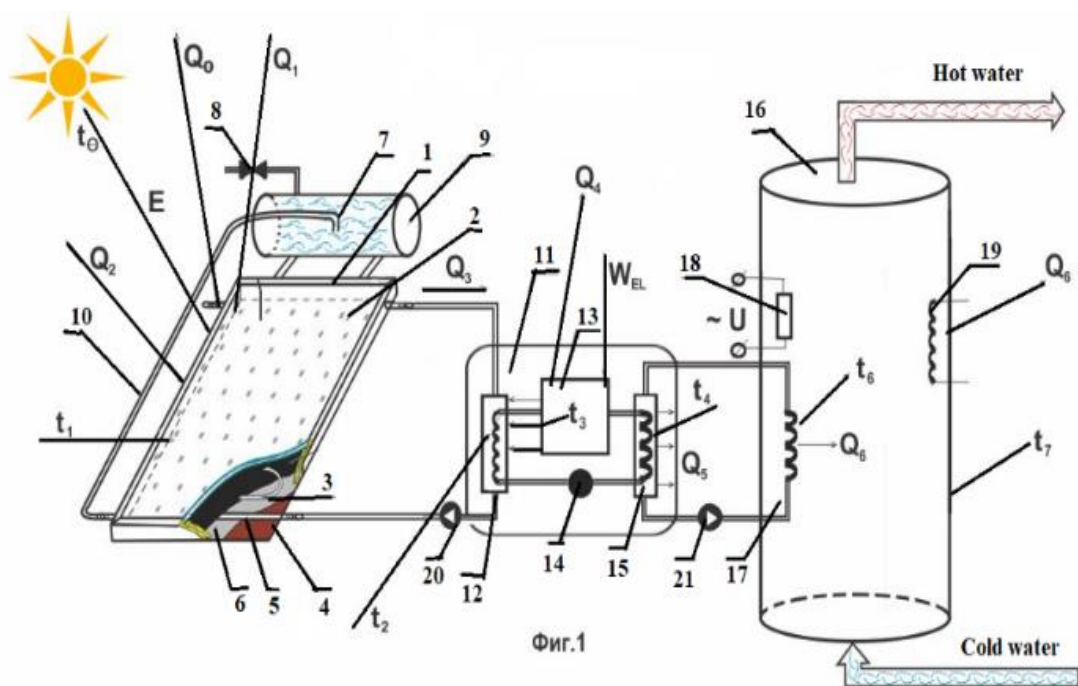 Hot water
Q₀
Q₁
8
7
1
9
16
tΘ
E
Q₄
2
Q₂
Q₃
11
WEL
18
19
Q₆
10
13
~ U
t₁
t₃
t₄
t₆
Q₅
Q₆
t₇
3
20
14
15
21
17
12
6
5
4
t₂
Фиг.1
Cold water